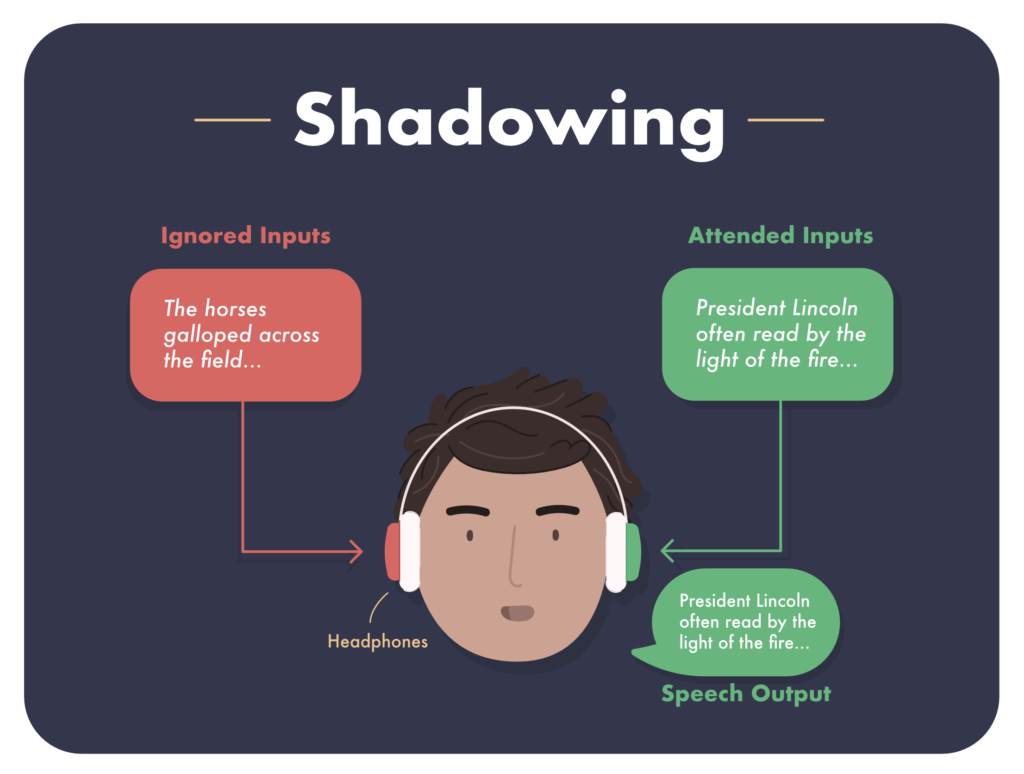 Shadowing
Ignored Inputs
The horses
galloped across
the field...
Attended Inputs
President Lincoln
often read by the
light of the fire...
Headphones
President Lincoln
often read by the
light of the fire...
Speech Output